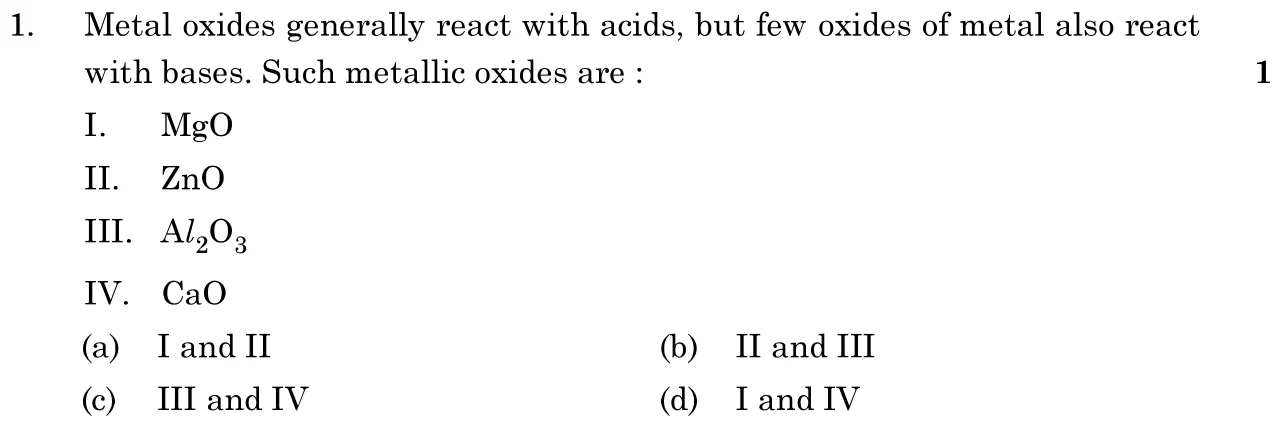 1. Metal oxides generally react with acids, but few oxides of metal also react
with bases. Such metallic oxides are : 1
I. MgO
II. ZnO
III. Al₂O₃
IV. CaO
(a) I and II (b) II and III
(c) III and IV (d) I and IV